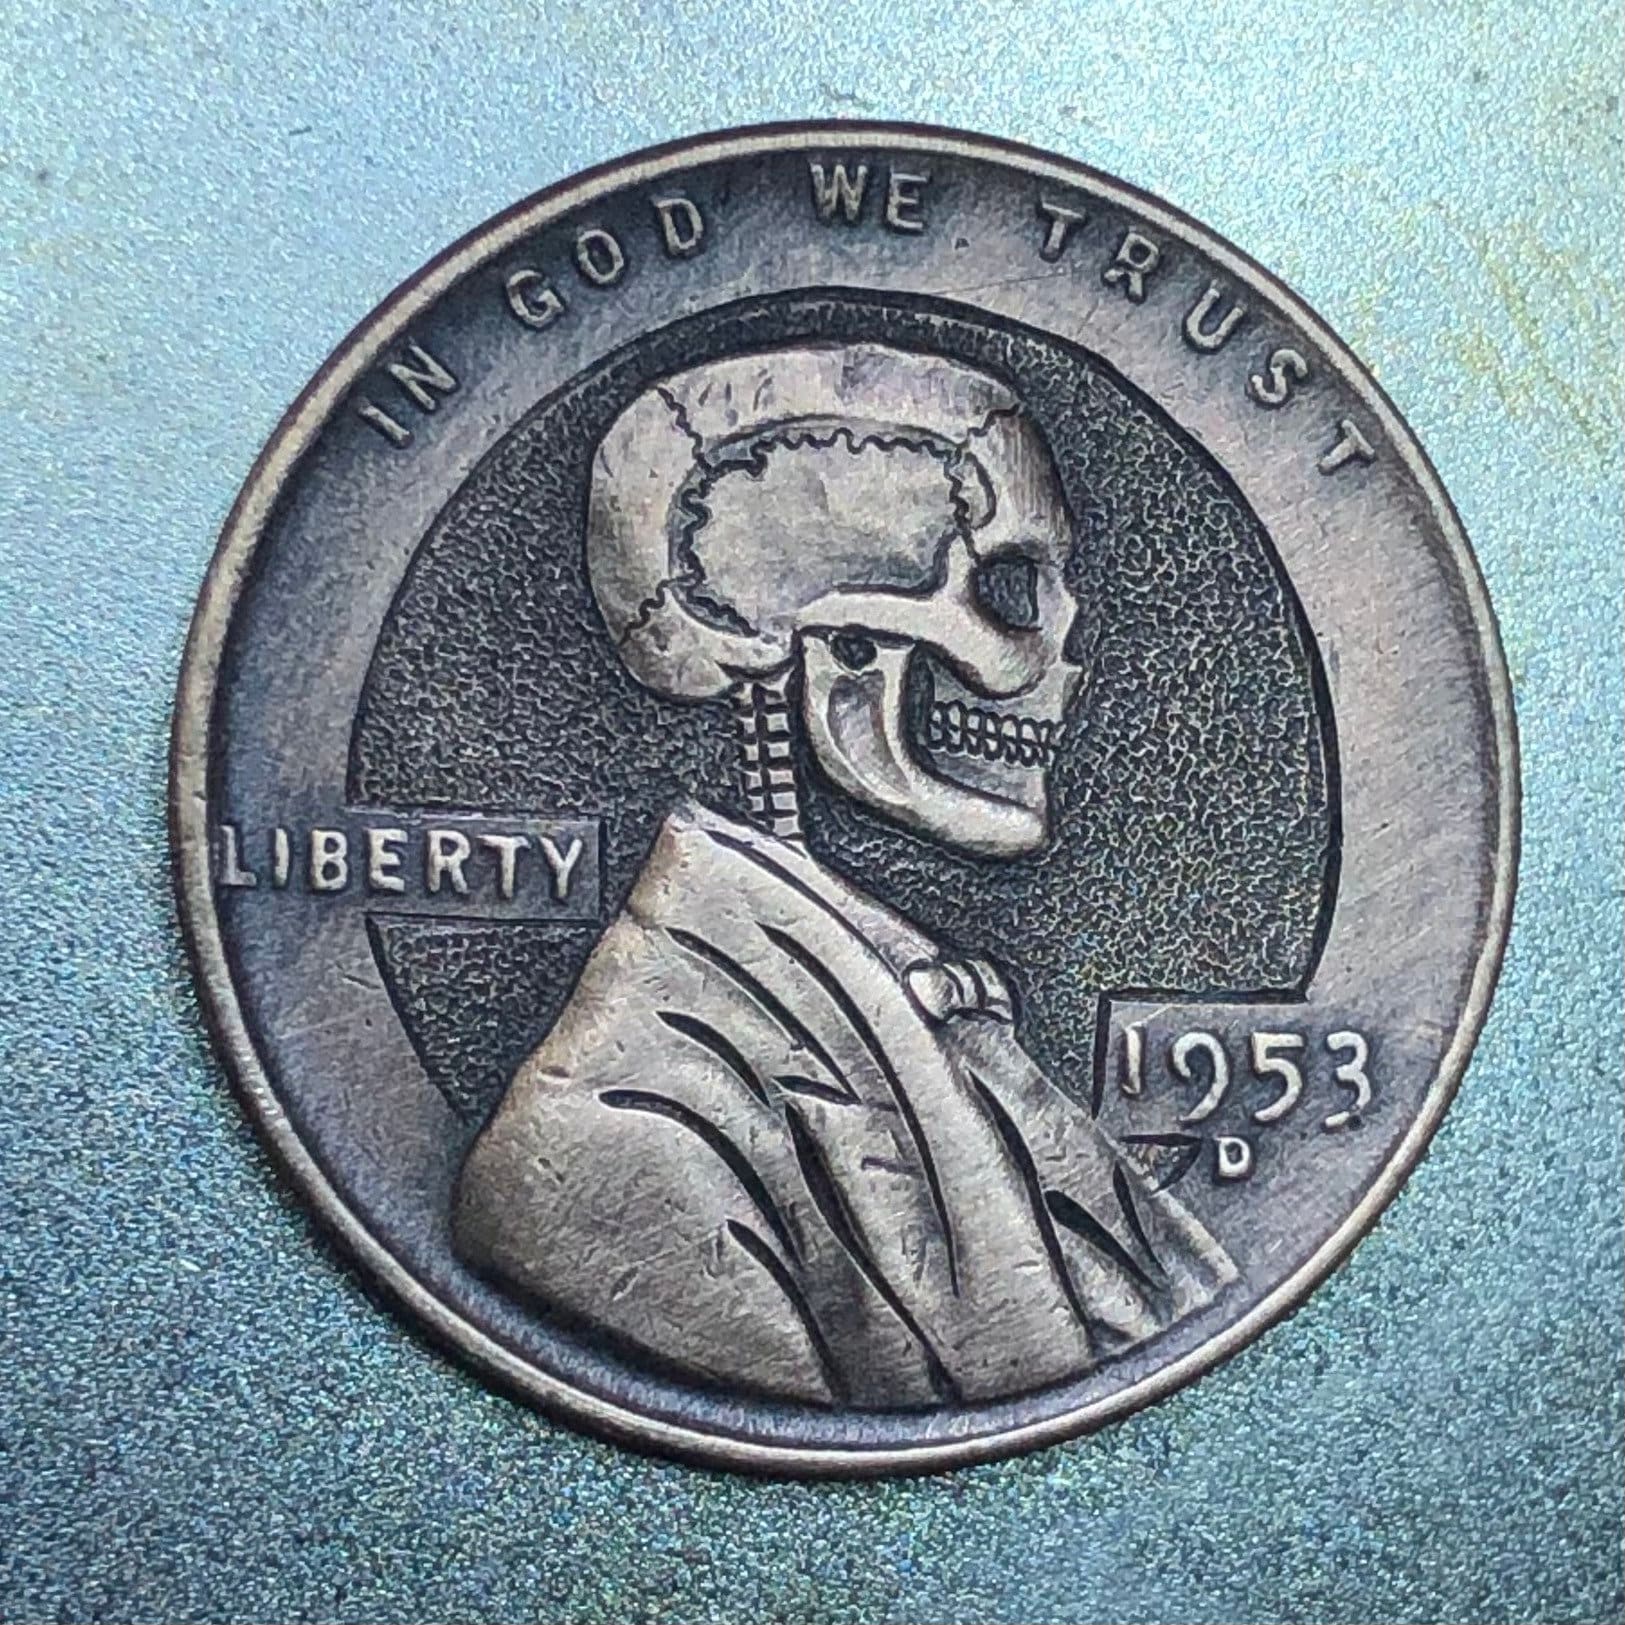 IN GOD WE TRUST
LIBERTY
1953
D